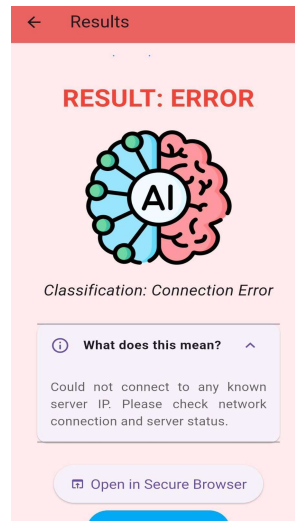 Results
RESULT: ERROR
AI
Classification: Connection Error
What does this mean?
Could not connect to any known
server IP. Please check network
connection and server status.
Open in Secure Browser